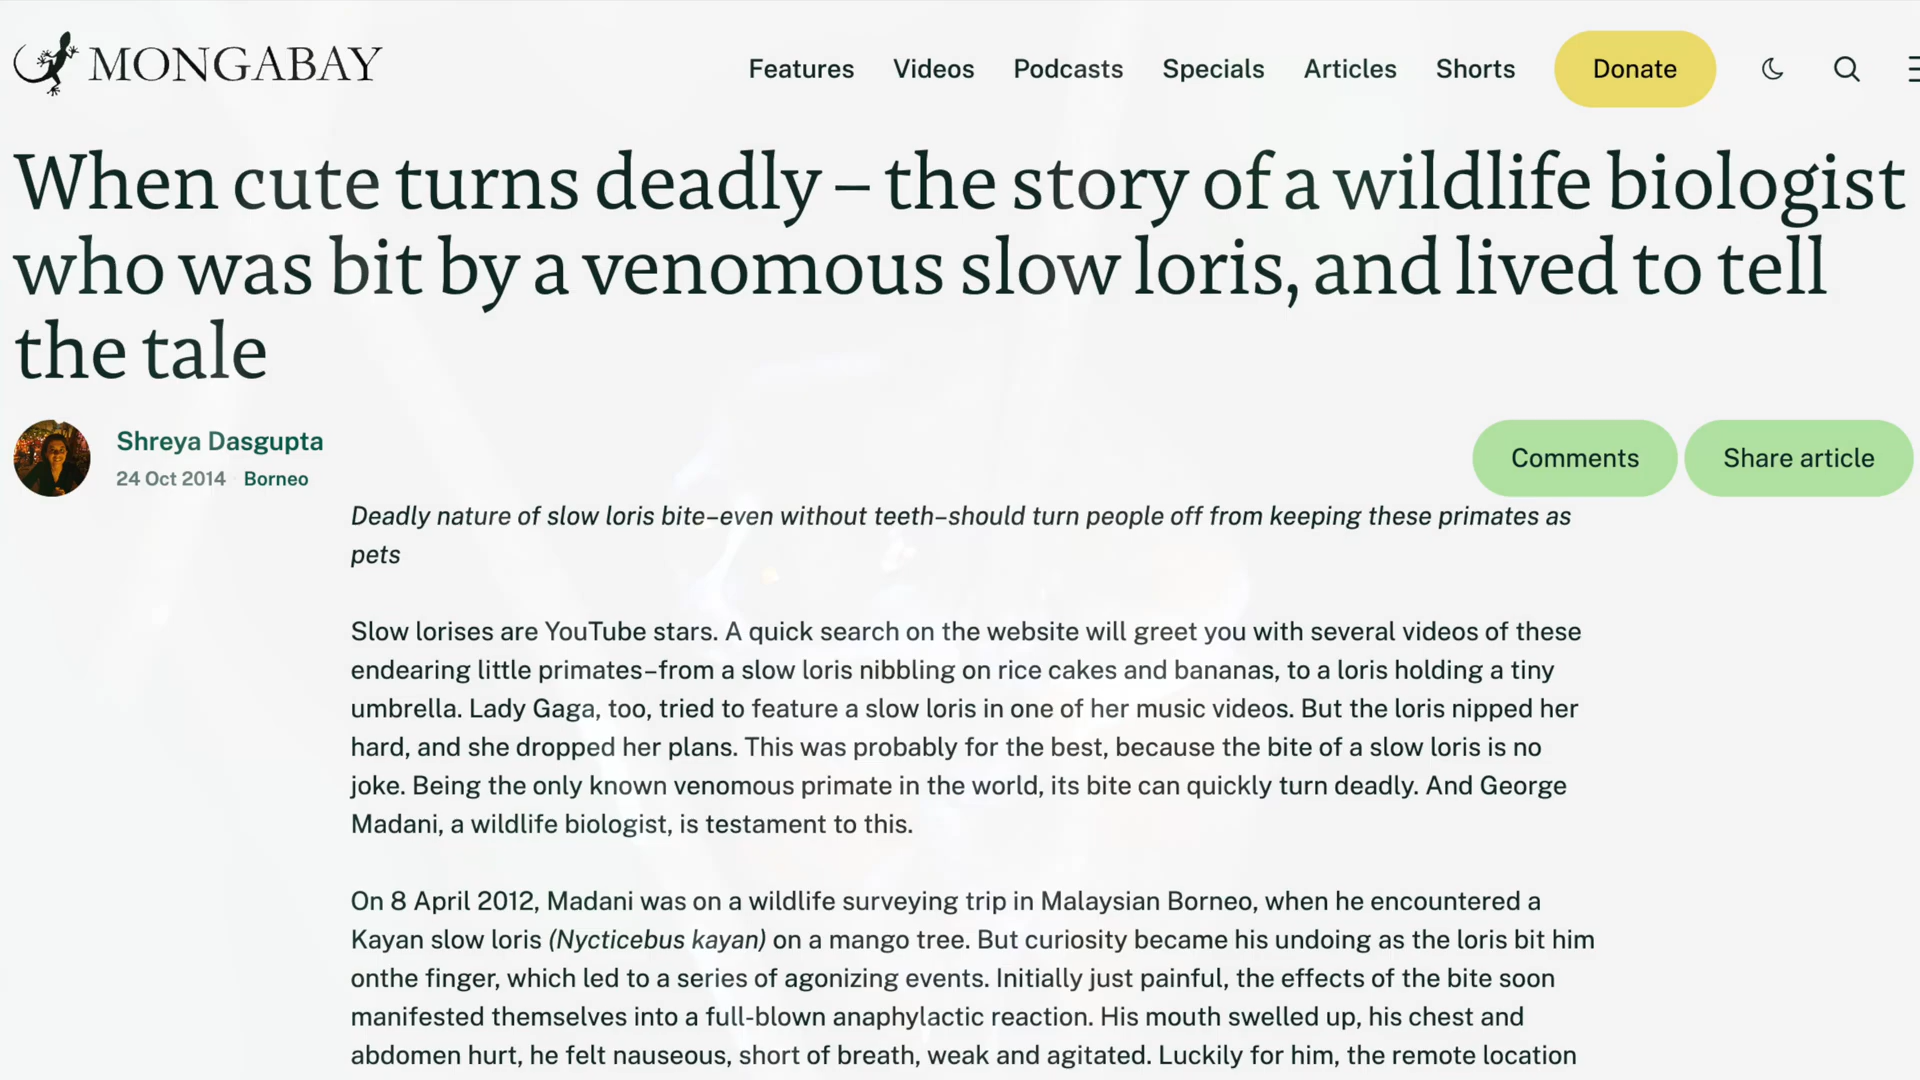 MONGABAY
Features Videos Podcasts Specials Articles Shorts Donate
When cute turns deadly – the story of a wildlife biologist
who was bit by a venomous slow loris, and lived to tell
the tale
Shreya Dasgupta
24 Oct 2014 Borneo
Comments Share article
Deadly nature of slow loris bite–even without teeth–should turn people off from keeping these primates as
pets
Slow lorises are YouTube stars. A quick search on the website will greet you with several videos of these
endearing little primates–from a slow loris nibbling on rice cakes and bananas, to a loris holding a tiny
umbrella. Lady Gaga, too, tried to feature a slow loris in one of her music videos. But the loris nipped her
hard, and she dropped her plans. This was probably for the best, because the bite of a slow loris is no
joke. Being the only known venomous primate in the world, its bite can quickly turn deadly. And George
Madani, a wildlife biologist, is testament to this.
On 8 April 2012, Madani was on a wildlife surveying trip in Malaysian Borneo, when he encountered a
Kayan slow loris (Nycticebus kayan) on a mango tree. But curiosity became his undoing as the loris bit him
onthe finger, which led to a series of agonizing events. Initially just painful, the effects of the bite soon
manifested themselves into a full-blown anaphylactic reaction. His mouth swelled up, his chest and
abdomen hurt, he felt nauseous, short of breath, weak and agitated. Luckily for him, the remote location